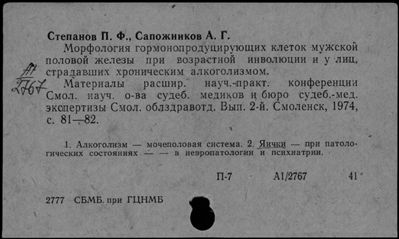 Степанов П. Ф., Сапожников А. Г.
Морфология гормонопродуцирующих клеток мужской
половой железы при возрастной инволюции и у лиц,
страдавших хроническим алкоголизмом.
Материалы расшир. науч.-практ. конференции
Смол. науч. о-ва судеб. медиков и бюро судеб.-мед.
экспертизы Смол. облздравотд. Вып. 2-й. Смоленск, 1974,
с. 81—82.
1. Алкоголизм — мочеполовая система. 2. Яички — при патоло-
гических состояниях — — в невропатологии и психиатрии.
П-7 А1/2767 41
2777 СБМБ при ГЦНМБ
А1
2767